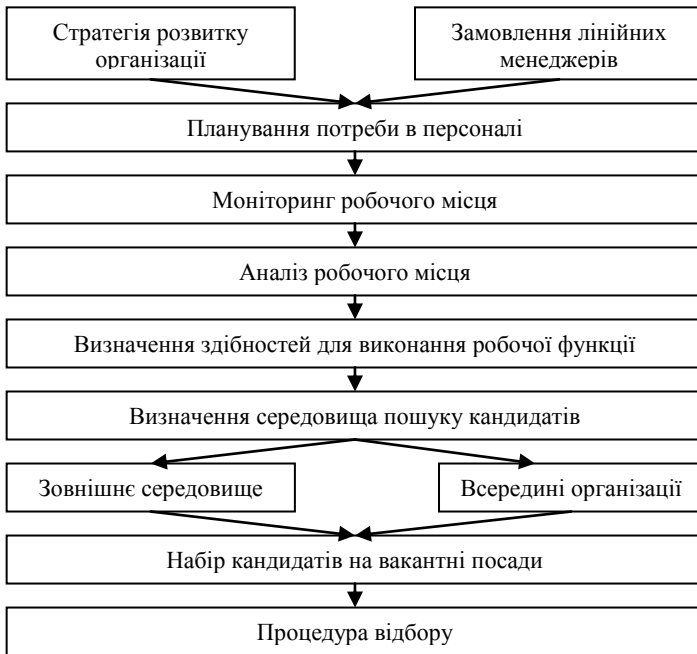 Стратегія розвитку
організації
Замовлення лінійних
менеджерів
Планування потреби в персоналі
Моніторинг робочого місця
Аналіз робочого місця
Визначення здібностей для виконання робочої функції
Визначення середовища пошуку кандидатів
Зовнішнє середовище
Всередині організації
Набір кандидатів на вакантні посади
Процедура відбору